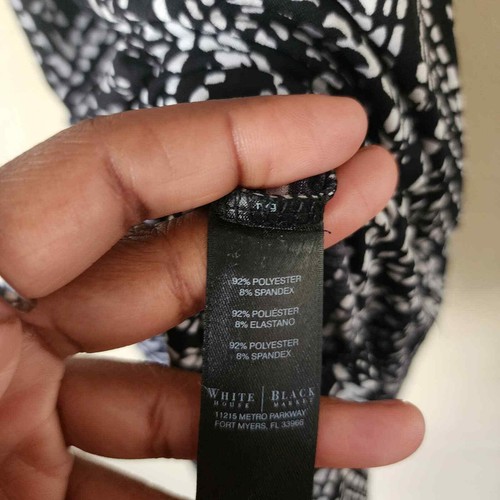 92% POLYESTER
8% SPANDEX
92% POLIÉSTER
8% ELASTANO
92% POLYESTER
8% SPANDEX
WHITE HOUSE | BLACK MARKET
11215 METRO PARKWAY
FORT MYERS, FL 33966